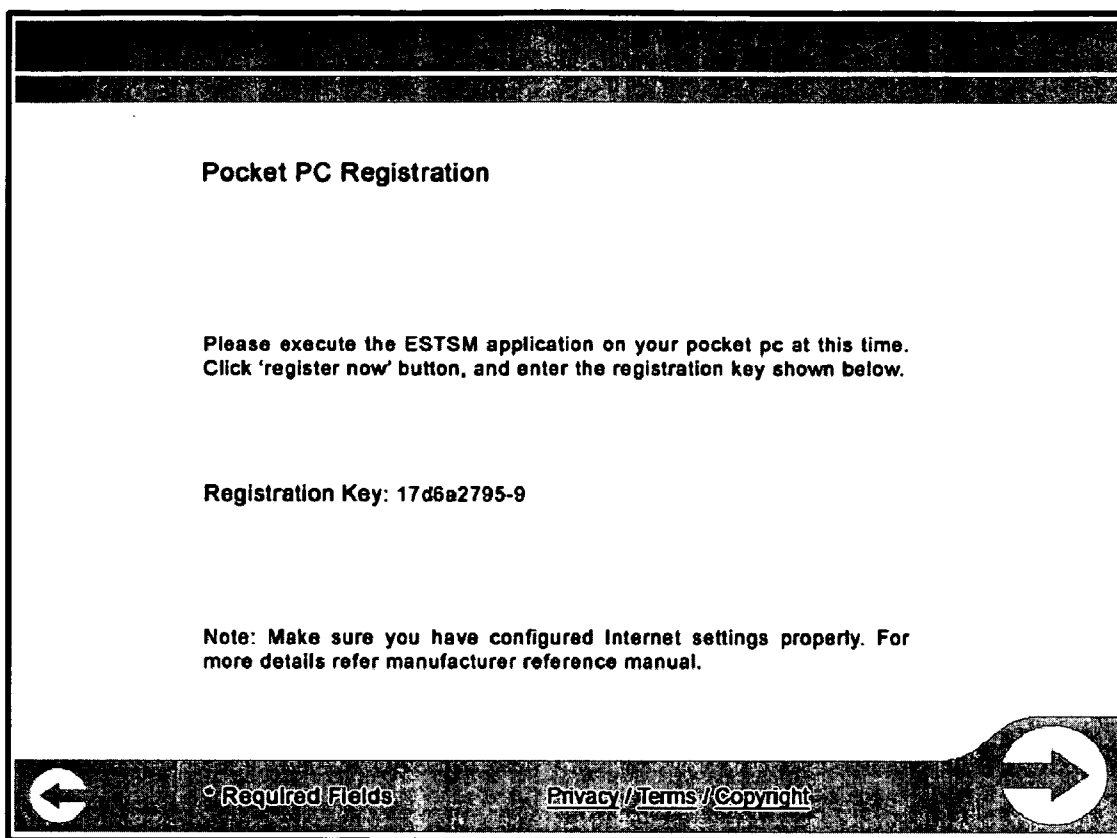 Pocket PC Registration
Please execute the ESTSM application on your pocket pc at this time.
Click 'register now' button, and enter the registration key shown below.
Registration Key: 17d6a2795-9
Note: Make sure you have configured Internet settings properly. For
more details refer manufacturer reference manual.
* Required Fields Privacy / Terms / Copyright